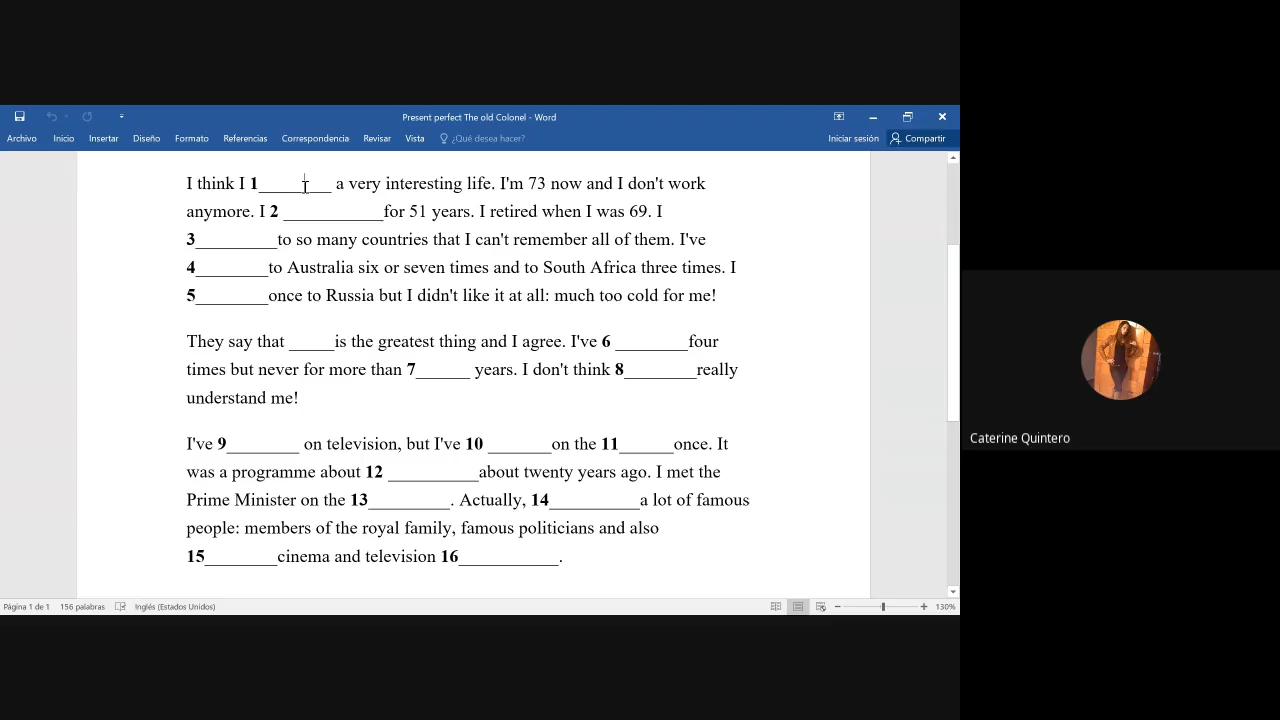 Present perfect The old Colonel - Word
Archivo Inicio Insertar Diseño Formato Referencias Correspondencia Revisar Vista ¿Qué desea hacer? Iniciar sesión Compartir
I think I 1________ a very interesting life. I'm 73 now and I don't work
anymore. I 2 ___________for 51 years. I retired when I was 69. I
3_________to so many countries that I can't remember all of them. I've
4________to Australia six or seven times and to South Africa three times. I
5________once to Russia but I didn't like it at all: much too cold for me!
They say that _____is the greatest thing and I agree. I've 6 ________four
times but never for more than 7______ years. I don't think 8________really
understand me!
I've 9________ on television, but I've 10 _______on the 11______once. It
was a programme about 12 __________about twenty years ago. I met the
Prime Minister on the 13_________. Actually, 14__________a lot of famous
people: members of the royal family, famous politicians and also
15________cinema and television 16___________.
Página 1 de 1 156 palabras Inglés (Estados Unidos) 130%
Caterine Quintero